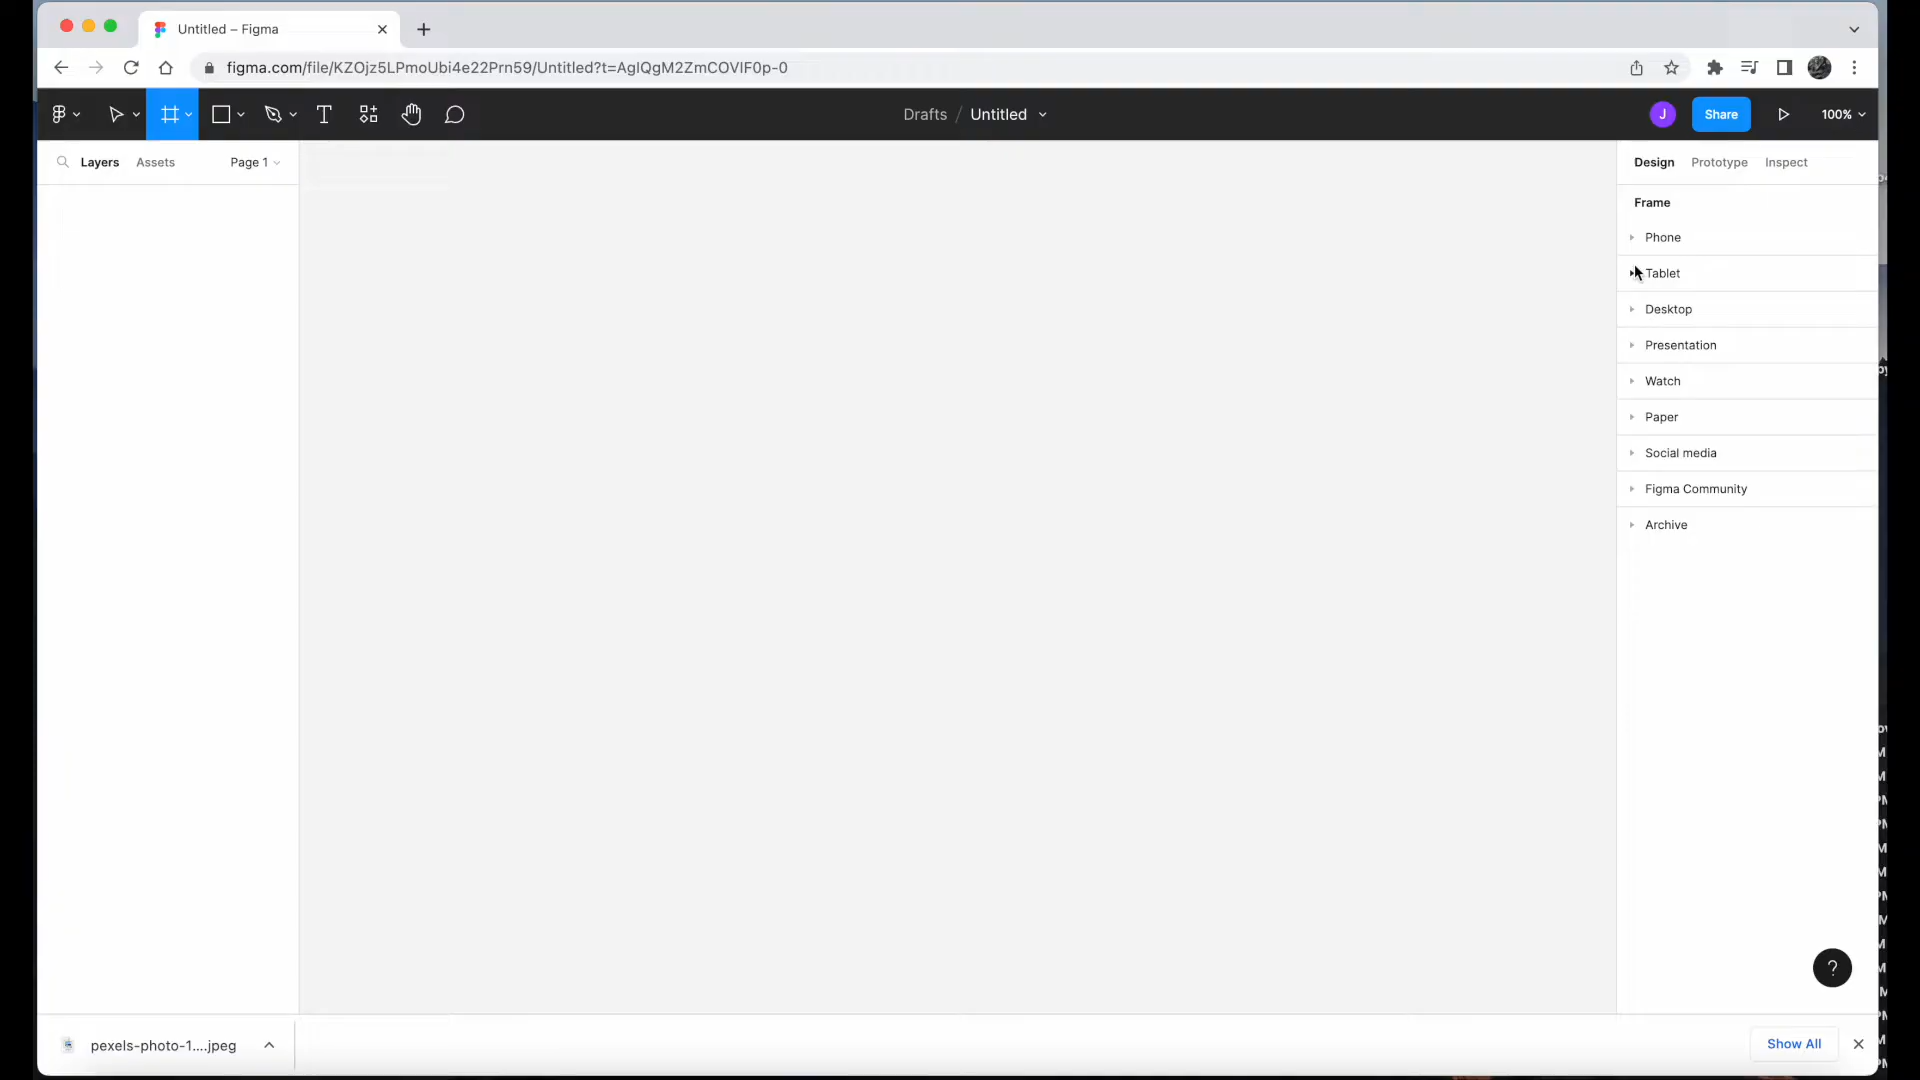 Untitled – Figma
figma.com/file/KZOjz5LPmoUbi4e22Prn59/Untitled?t=AgIQgM2ZmCOVIF0p-0
Drafts / Untitled
J
Share
100%
Layers
Assets
Page 1
Design
Prototype
Inspect
Frame
Phone
Tablet
Desktop
Presentation
Watch
Paper
Social media
Figma Community
Archive
?
pexels-photo-1....jpeg
Show All